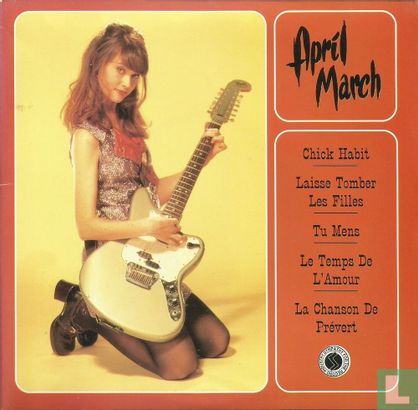 April
March
Chick Habit
Laisse Tomber
Les Filles
Tu Mens
Le Temps De
L'Amour
La Chanson De
Prévert